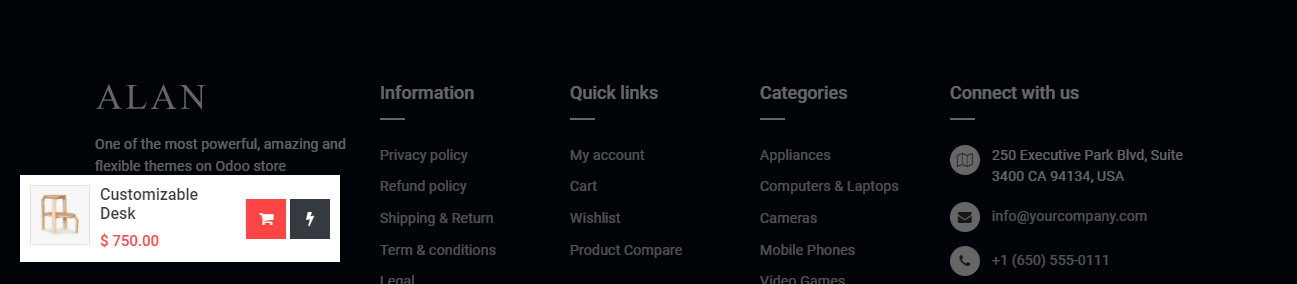 ALAN
One of the most powerful, amazing and
flexible themes on Odoo store
Customizable
Desk
$ 750.00
Information
Privacy policy
Refund policy
Shipping & Return
Term & conditions
Legal
Quick links
My account
Cart
Wishlist
Product Compare
Categories
Appliances
Computers & Laptops
Cameras
Mobile Phones
Video Games
Connect with us
250 Executive Park Blvd, Suite
3400 CA 94134, USA
info@yourcompany.com
+1 (650) 555-0111